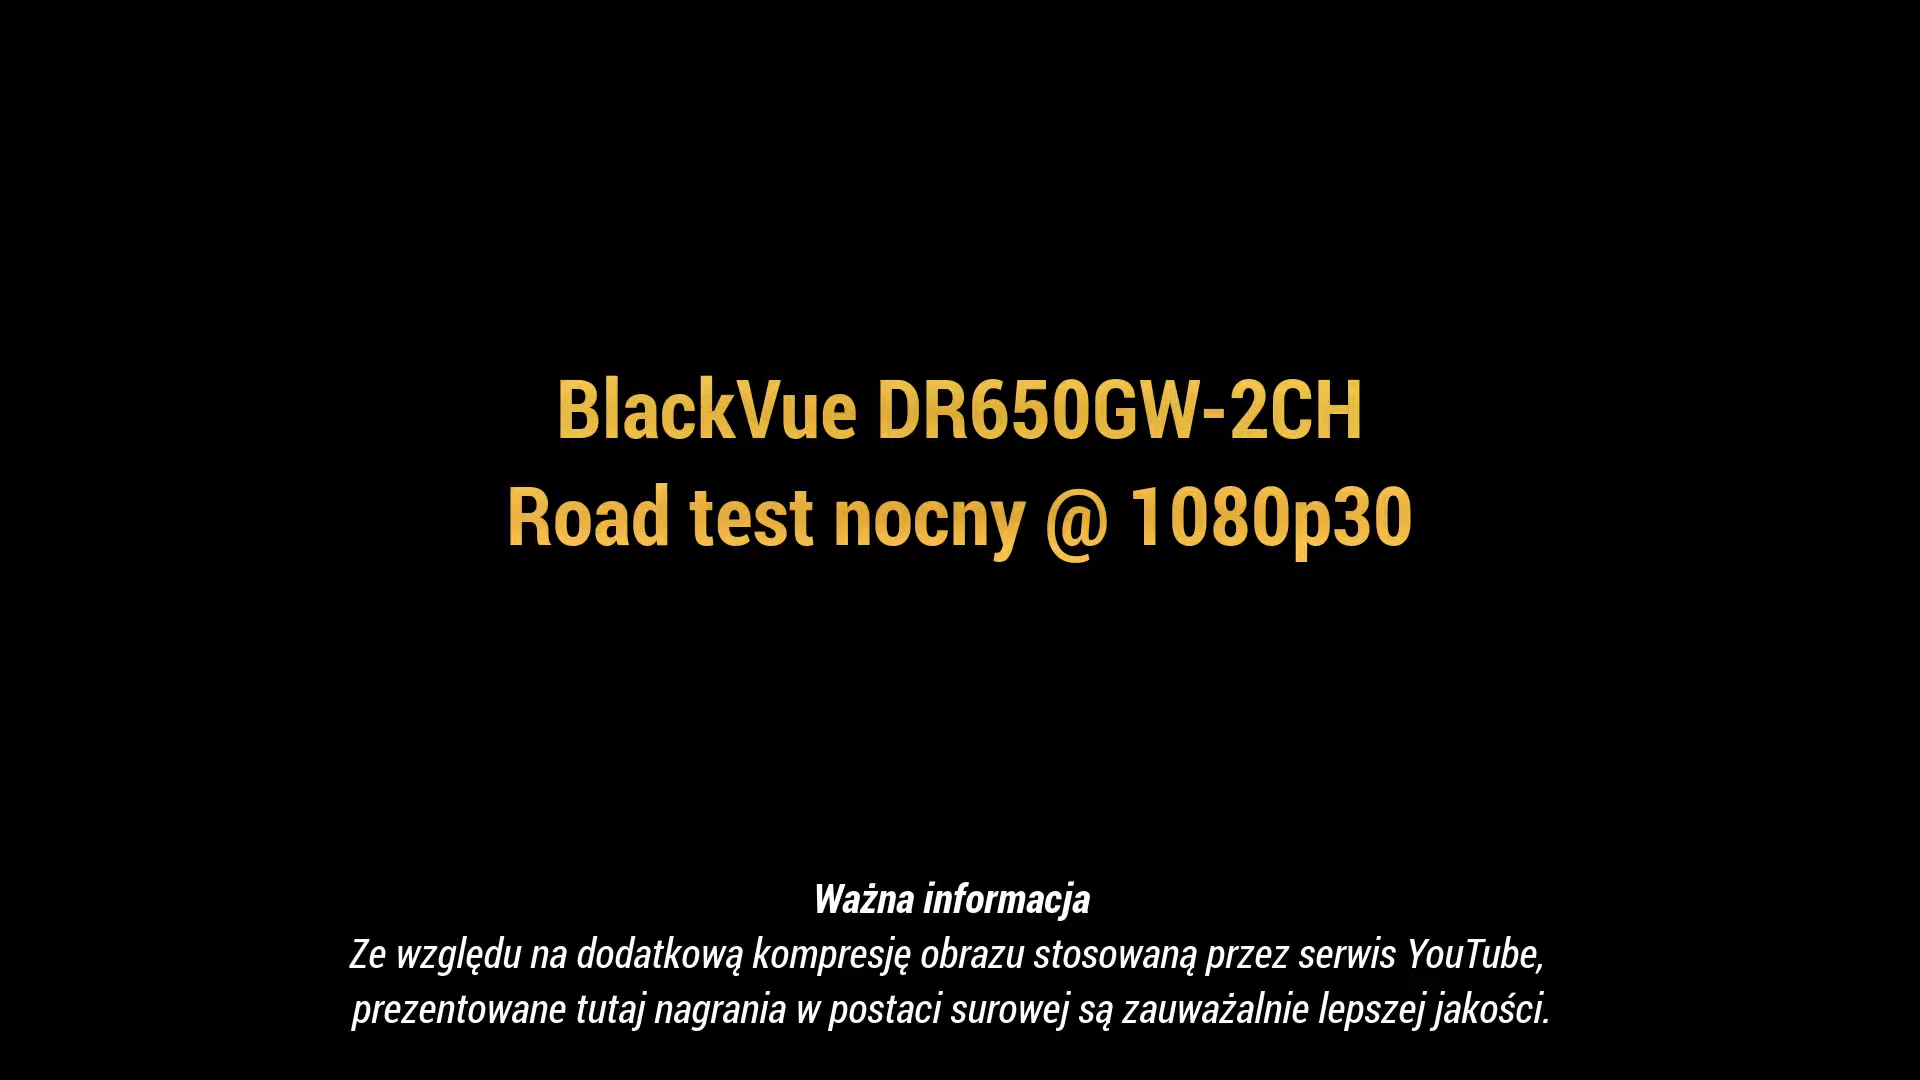 BlackVue DR650GW-2CH
Road test nocny @ 1080p30
Ważna informacja
Ze względu na dodatkową kompresję obrazu stosowaną przez serwis YouTube,
prezentowane tutaj nagrania w postaci surowej są zauważalnie lepszej jakości.